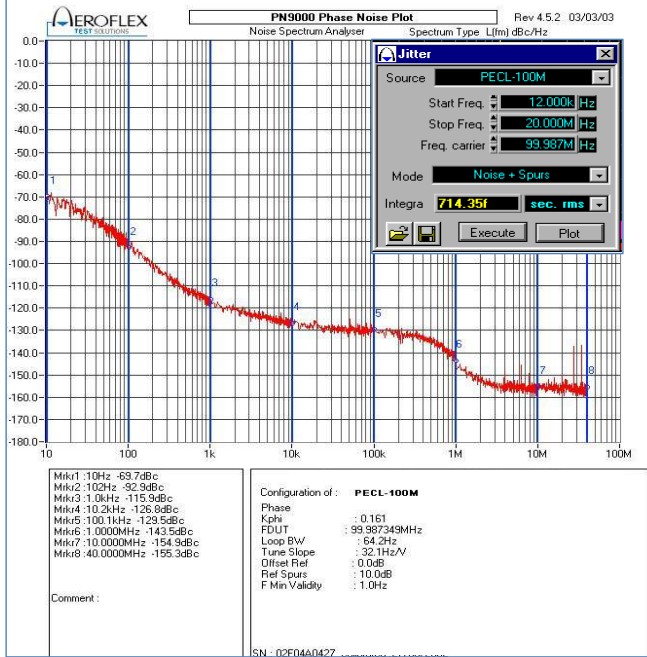 AEROFLEX
TEST SOLUTIONS
PN9000 Phase Noise Plot
Rev 4.5.2 03/03/03
Noise Spectrum Analyser
Spectrum Type L(fm) dBc/Hz
0.0
-10.0
-20.0
-30.0
-40.0
-50.0
-60.0
-70.0
-80.0
-90.0
-100.0
-110.0
-120.0
-130.0
-140.0
-150.0
-160.0
-170.0
-180.0
10 100 1k 10k 100k 1M 10M 100M
1 2 3 4 5 6 7 8
Jitter
Source PECL-100M
Start Freq. 12.000k Hz
Stop Freq. 20.000M Hz
Freq. carrier 99.987M Hz
Mode Noise + Spurs
Integra 714.35f sec. rms
Execute Plot
Mrkr1 :10Hz -69.7dBc
Mrkr2 :102Hz -92.9dBc
Mrkr3 :1.0kHz -115.9dBc
Mrkr4 :10.2kHz -126.8dBc
Mrkr5 :100.1kHz -129.5dBc
Mrkr6 :1.0000MHz -143.5dBc
Mrkr7 :10.0000MHz -154.9dBc
Mrkr8 :40.0000MHz -155.3dBc
Comment :
Configuration of : PECL-100M
Phase
Kphi : 0.161
FDUT : 99.987349MHz
Loop BW : 64.2Hz
Tune Slope : 32.1Hz/V
Offset Ref : 0.0dB
Ref Spurs : 10.0dB
F Min Validity : 1.0Hz
SN : 02F04A0427